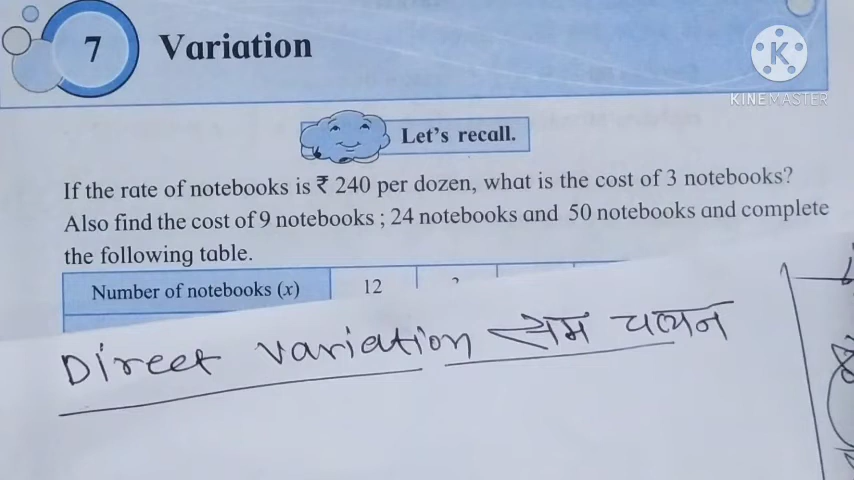 7 Variation
K
KINEMASTER
Let's recall.
If the rate of notebooks is ₹ 240 per dozen, what is the cost of 3 notebooks?
Also find the cost of 9 notebooks ; 24 notebooks and 50 notebooks and complete
the following table.
Number of notebooks (x) 12
Direct variation चलन